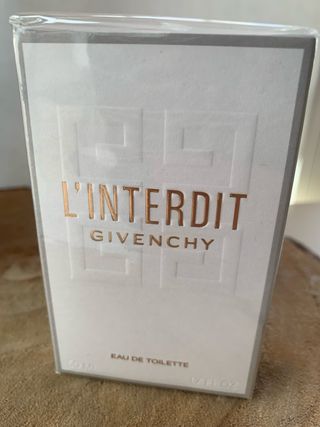 L'INTERDIT
GIVENCHY
EAU DE TOILETTE